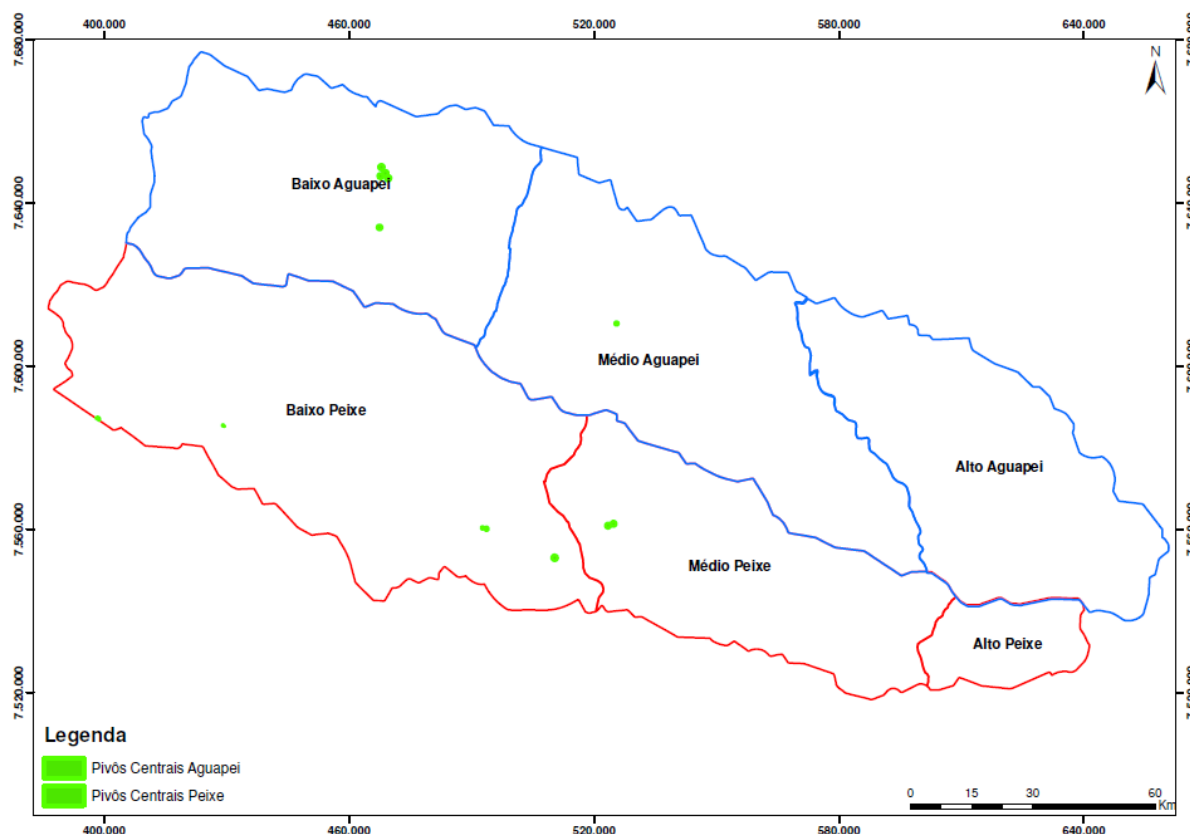 400.000 460.000 520.000 580.000 640.000
7.680.000
7.640.000
7.600.000
7.560.000
7.520.000
N
Baixo Aguapeí
Médio Aguapeí
Baixo Peixe
Alto Aguapeí
Médio Peixe
Alto Peixe
Legenda
Pivôs Centrais Aguapeí
Pivôs Centrais Peixe
0 15 30 60
Km
7.640.000
400.000 460.000 520.000 580.000 640.000